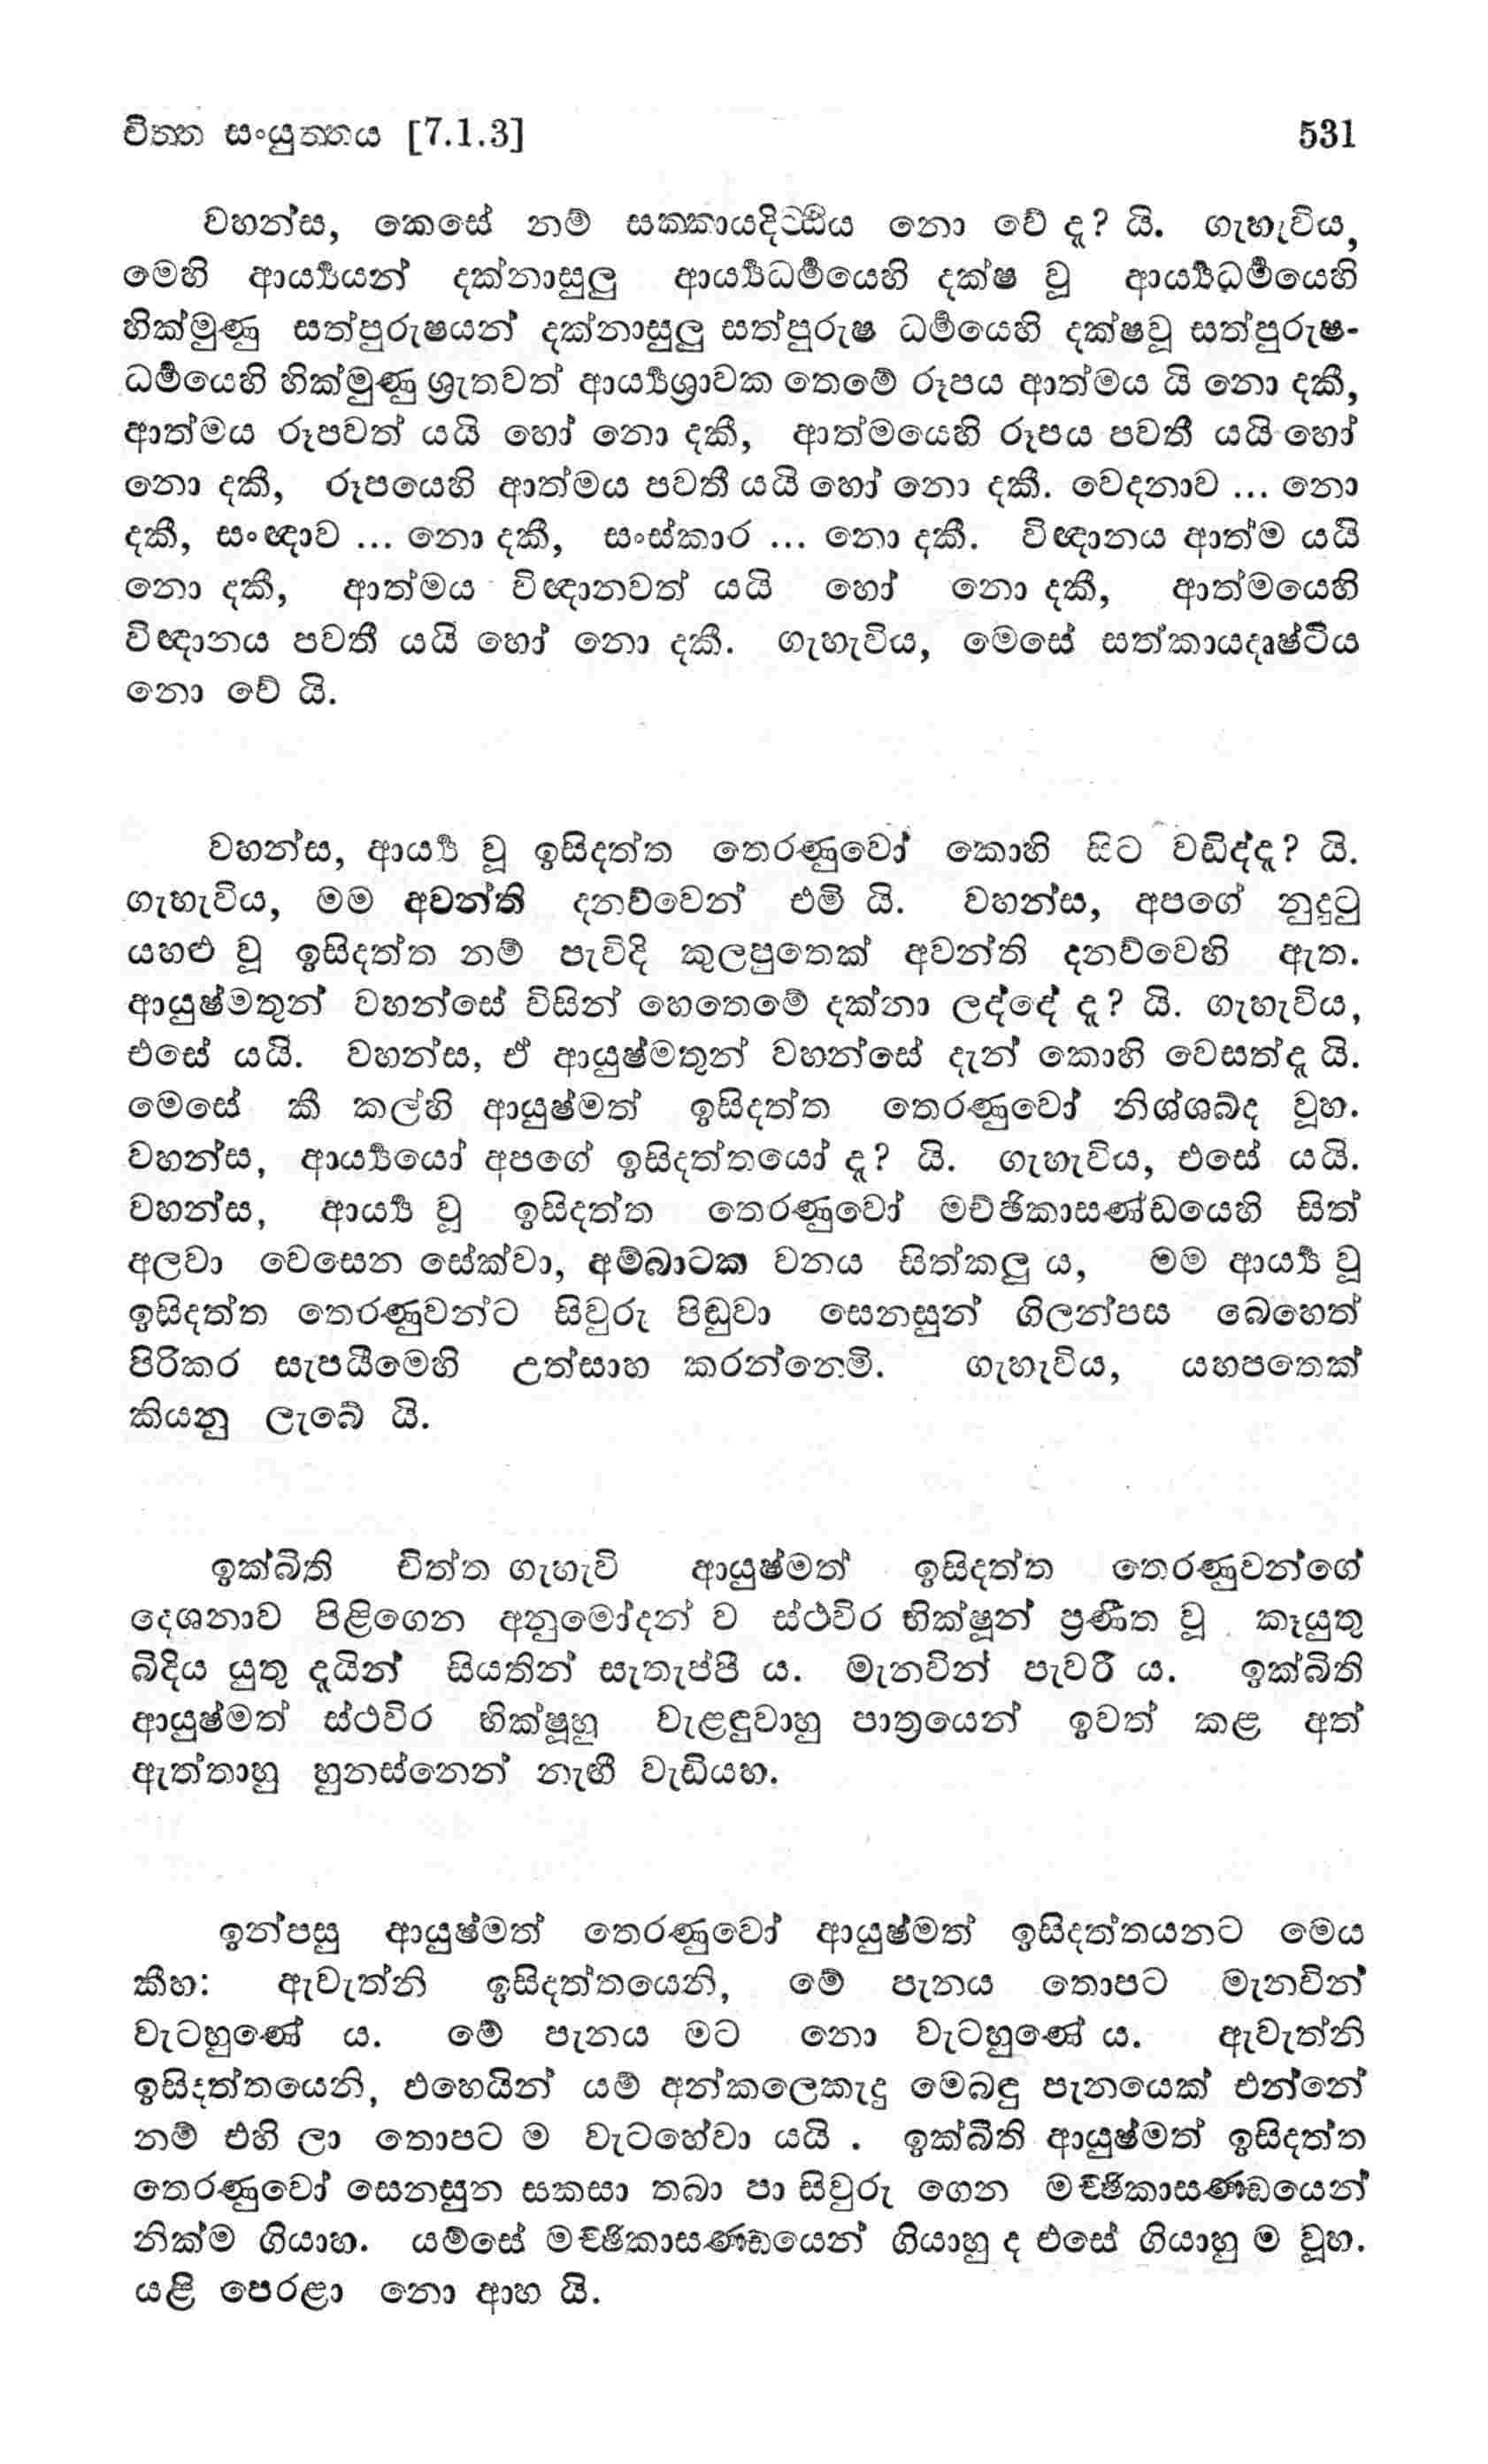 චිත්ත සංයුත්තය [7.1.3] 531
වහන්ස, කෙසේ නම් සක්කායදිට්ඨිය නො වේ දැ? යි. ගැහැවිය,
මෙහි ආර්‍ය්‍යයන් දක්නාසුලු ආර්‍ය්‍යධර්‍මයෙහි දක්ෂ වූ ආර්‍ය්‍යධර්‍මයෙහි
හික්මුණු සත්පුරුෂයන් දක්නාසුලු සත්පුරුෂ ධර්‍මයෙහි දක්ෂවූ සත්පුරුෂ-
ධර්‍මයෙහි හික්මුණු ශ්‍රැතවත් ආර්‍ය්‍යශ්‍රාවක තෙමේ රූපය ආත්මය යි නො දකී,
ආත්මය රූපවත් යයි හෝ නො දකී, ආත්මයෙහි රූපය පවතී යයි හෝ
නො දකී, රූපයෙහි ආත්මය පවතී යයි හෝ නො දකී. වෙදනාව ... නො
දකී, සංඥාව ... නො දකී, සංස්කාර ... නො දකී. විඥානය ආත්ම යයි
නො දකී, ආත්මය විඥානවත් යයි හෝ නො දකී, ආත්මයෙහි
විඥානය පවතී යයි හෝ නො දකී. ගැහැවිය, මෙසේ සත්කායදෘෂ්ටිය
නො වේ යි.
වහන්ස, ආර්‍ය්‍ය වූ ඉසිදත්ත තෙරණුවෝ කොහි සිට වඩිද්දැ? යි.
ගැහැවිය, මම අවන්ති දනව්වෙන් එමි යි. වහන්ස, අපගේ නුදුටු
යහළු වූ ඉසිදත්ත නම් පැවිදි කුලපුතෙක් අවන්ති දනව්වෙහි ඇත.
ආයුෂ්මතුන් වහන්සේ විසින් හෙතෙමේ දක්නා ලද්දේ දැ? යි. ගැහැවිය,
එසේ යයි. වහන්ස, ඒ ආයුෂ්මතුන් වහන්සේ දැන් කොහි වෙසත්දැ යි.
මෙසේ කී කල්හි ආයුෂ්මත් ඉසිදත්ත තෙරණුවෝ නිශ්ශබ්ද වූහ.
වහන්ස, ආර්‍ය්‍යයෝ අපගේ ඉසිදත්තයෝ දැ? යි. ගැහැවිය, එසේ යයි.
වහන්ස, ආර්‍ය්‍ය වූ ඉසිදත්ත තෙරණුවෝ මච්ඡිකාසණ්ඩයෙහි සිත්
අලවා වෙසෙන සේක්වා, අම්බාටක වනය සිත්කලු ය, මම ආර්‍ය්‍ය වූ
ඉසිදත්ත තෙරණුවන්ට සිවුරු පිඬුවා සෙනසුන් ගිලන්පස බෙහෙත්
පිරිකර සැපයීමෙහි උත්සාහ කරන්නෙමි. ගැහැවිය, යහපතෙක්
කියනු ලැබේ යි.
ඉක්බිති චිත්ත ගැහැවි ආයුෂ්මත් ඉසිදත්ත තෙරණුවන්ගේ
දෙශනාව පිළිගෙන අනුමෝදන් ව ස්ථවිර භික්ෂූන් ප්‍රණීත වූ කෑයුතු
බිදිය යුතු දැයින් සියතින් සැතැප්පී ය. මැනවින් පැවරී ය. ඉක්බිති
ආයුෂ්මත් ස්ථවිර භික්ෂූහු වැළඳුවාහු පාත්‍රයෙන් ඉවත් කළ අත්
ඇත්තාහු හුනස්නෙන් නැඟී වැඩියහ.
ඉන්පසු ආයුෂ්මත් තෙරණුවෝ ආයුෂ්මත් ඉසිදත්තයනට මෙය
කීහ: ඇවැත්නි ඉසිදත්තයෙනි, මේ පැනය තොපට මැනවින්
වැටහුණේ ය. මේ පැනය මට නො වැටහුණේ ය. ඇවැත්නි
ඉසිදත්තයෙනි, එහෙයින් යම් අන්කලෙකැදු මෙබඳු පැනයෙක් එන්නේ
නම් එහි ලා තොපට ම වැටහේවා යයි . ඉක්බිති ආයුෂ්මත් ඉසිදත්ත
තෙරණුවෝ සෙනසුන සකසා තබා පා සිවුරු ගෙන මච්ඡිකාසණ්ඩයෙන්
නික්ම ගියාහ. යම්සේ මච්ඡිකාසණ්ඩයෙන් ගියාහු ද එසේ ගියාහු ම වූහ.
යළි පෙරළා නො ආහ යි.